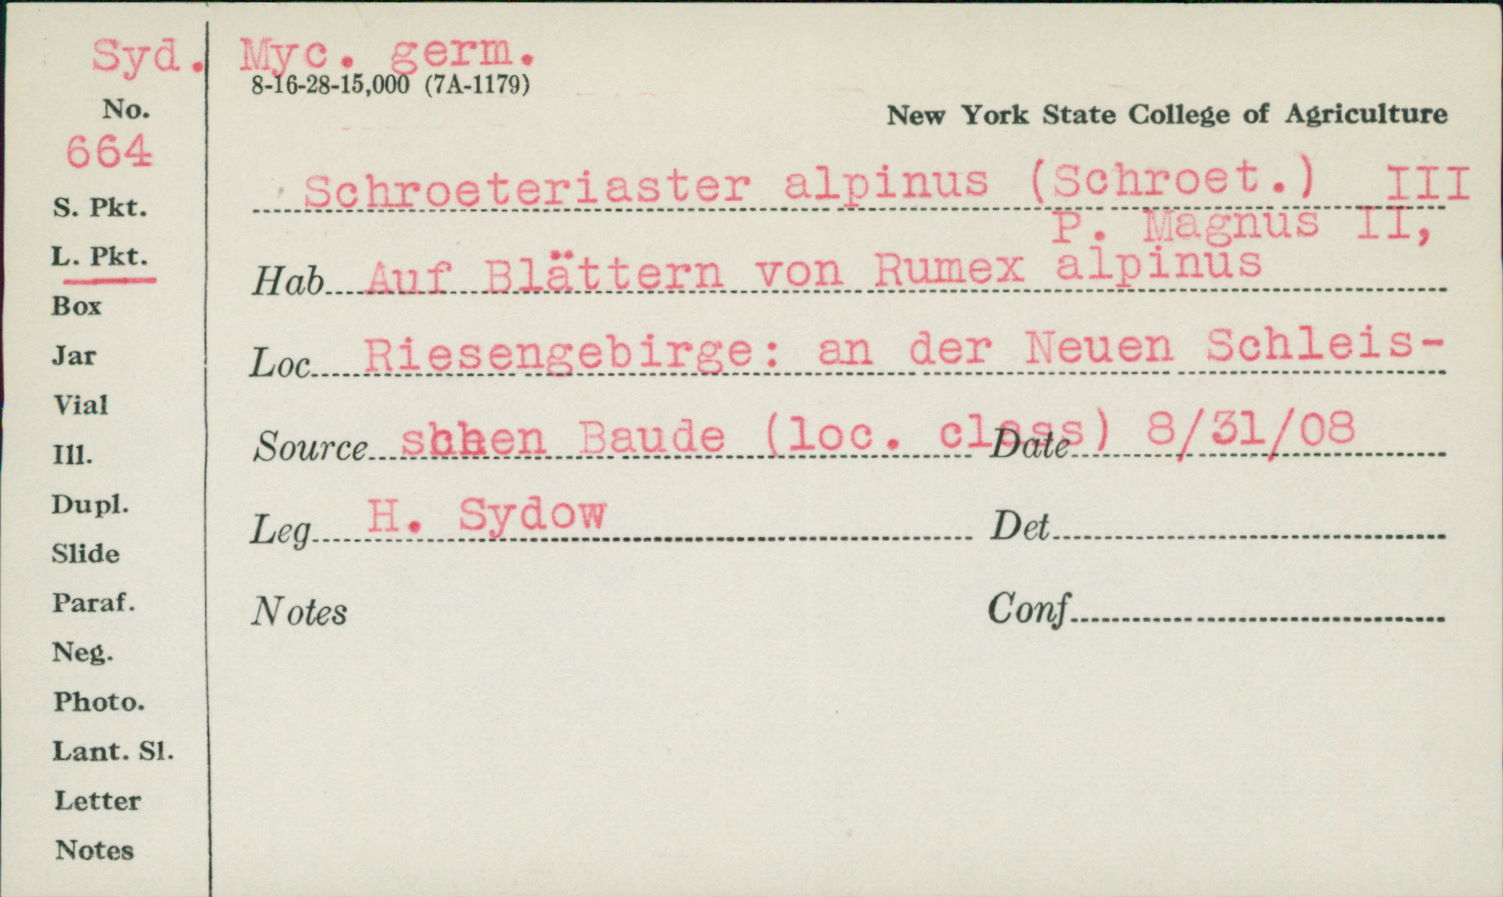 Syd. Myc. germ.
8-16-28-15,000 (7A-1179)
No.
New York State College of Agriculture
664
Schroeteriaster alpinus (Schroet.) III
S. Pkt.
P. Magnus II,
L. Pkt.
Hab Auf Blättern von Rumex alpinus
Box
Jar
Loc Riesengebirge: an der Neuen Schleis-
Vial
Source schen Baude (loc. class) Date 8/31/08
Ill.
Dupl.
Leg H. Sydow Det
Slide
Paraf.
Notes Conf
Neg.
Photo.
Lant. Sl.
Letter
Notes